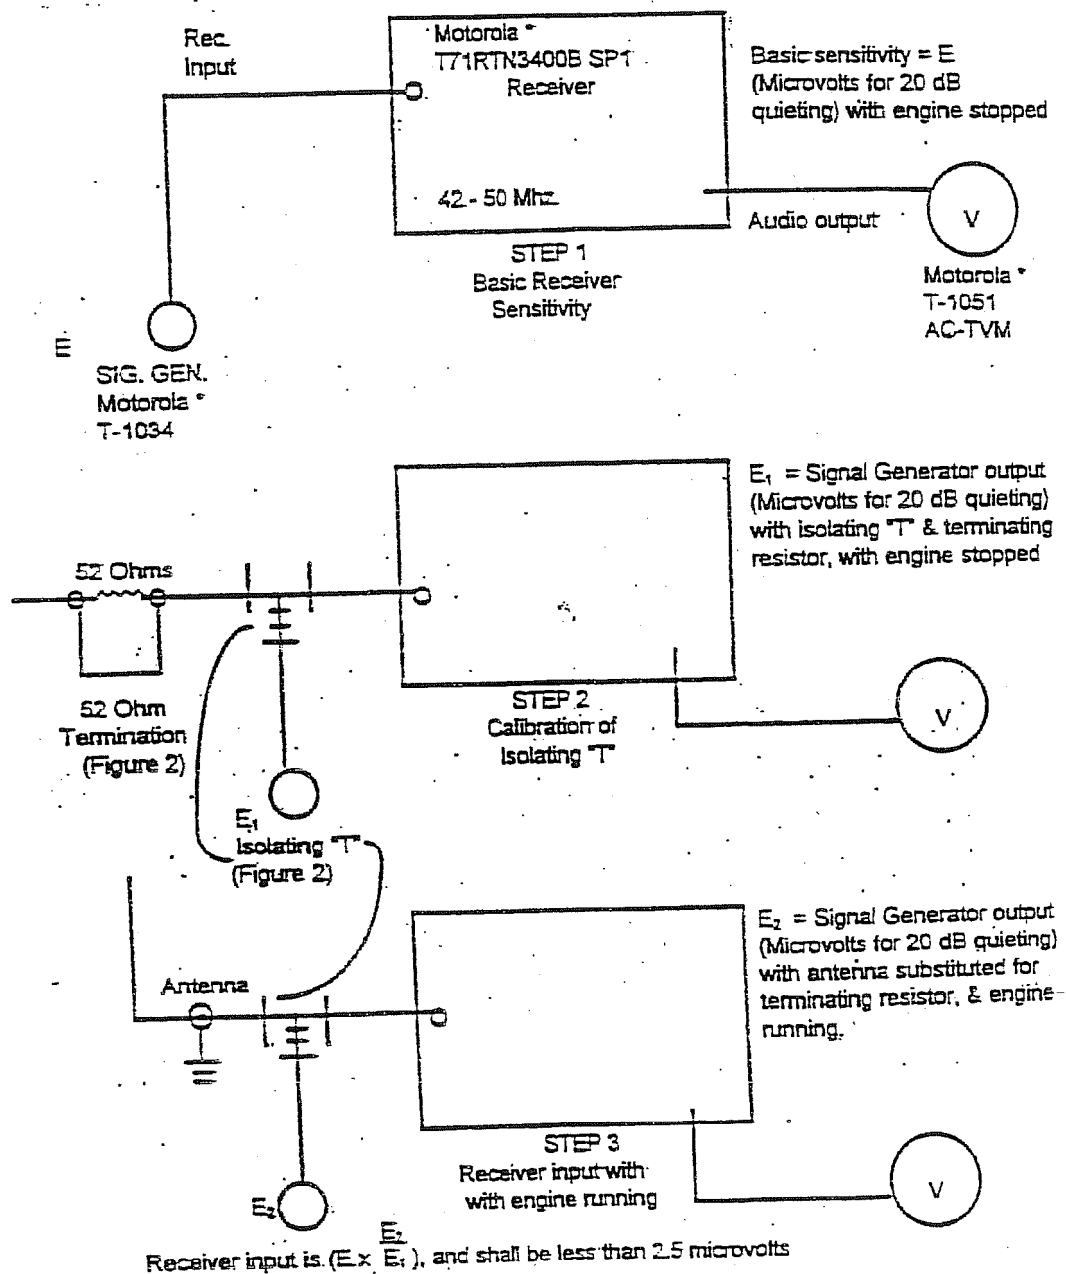 Rec.
Input
Motorola *
T71RTN3400B SP1
Receiver
42 - 50 Mhz.
Basic sensitivity = E
(Microvolts for 20 dB
quieting) with engine stopped
Audio output
V
Motorola *
T-1051
AC-TVM
STEP 1
Basic Receiver
Sensitivity
E
SIG. GEN.
Motorola *
T-1034
E₁ = Signal Generator output
(Microvolts for 20 dB quieting)
with isolating "T" & terminating
resistor, with engine stopped
52 Ohms
52 Ohm
Termination
(Figure 2)
STEP 2
Calibration of
Isolating "T"
V
E₁
Isolating "T"
(Figure 2)
E₂ = Signal Generator output
(Microvolts for 20 dB quieting)
with antenna substituted for
terminating resistor, & engine
running.
Antenna
STEP 3
Receiver input with
with engine running
V
E₂
Receiver input is (E x E₂/E₁), and shall be less than 2.5 microvolts